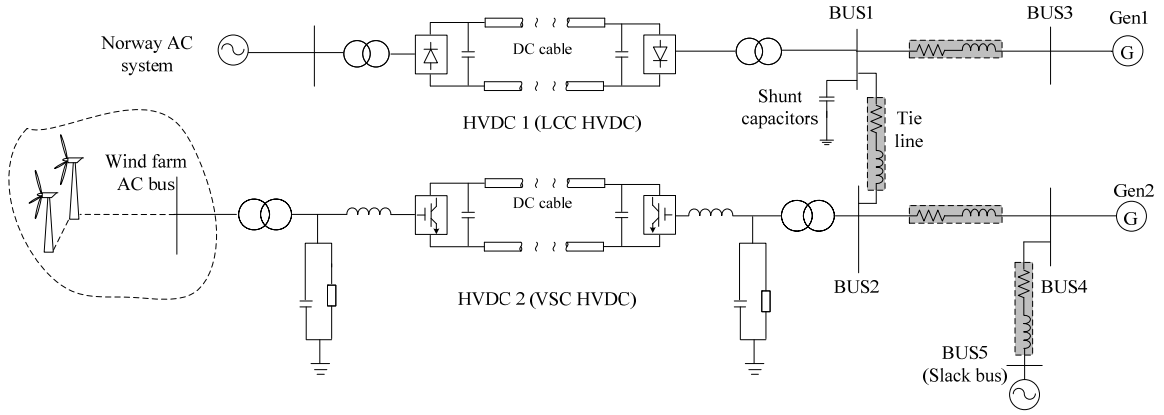 BUS1
BUS3
Gen1
Norway AC
system
DC cable
G
Shunt
capacitors
Tie
line
HVDC 1 (LCC HVDC)
Wind farm
AC bus
DC cable
Gen2
G
HVDC 2 (VSC HVDC)
BUS2
BUS4
BUS5
(Slack bus)